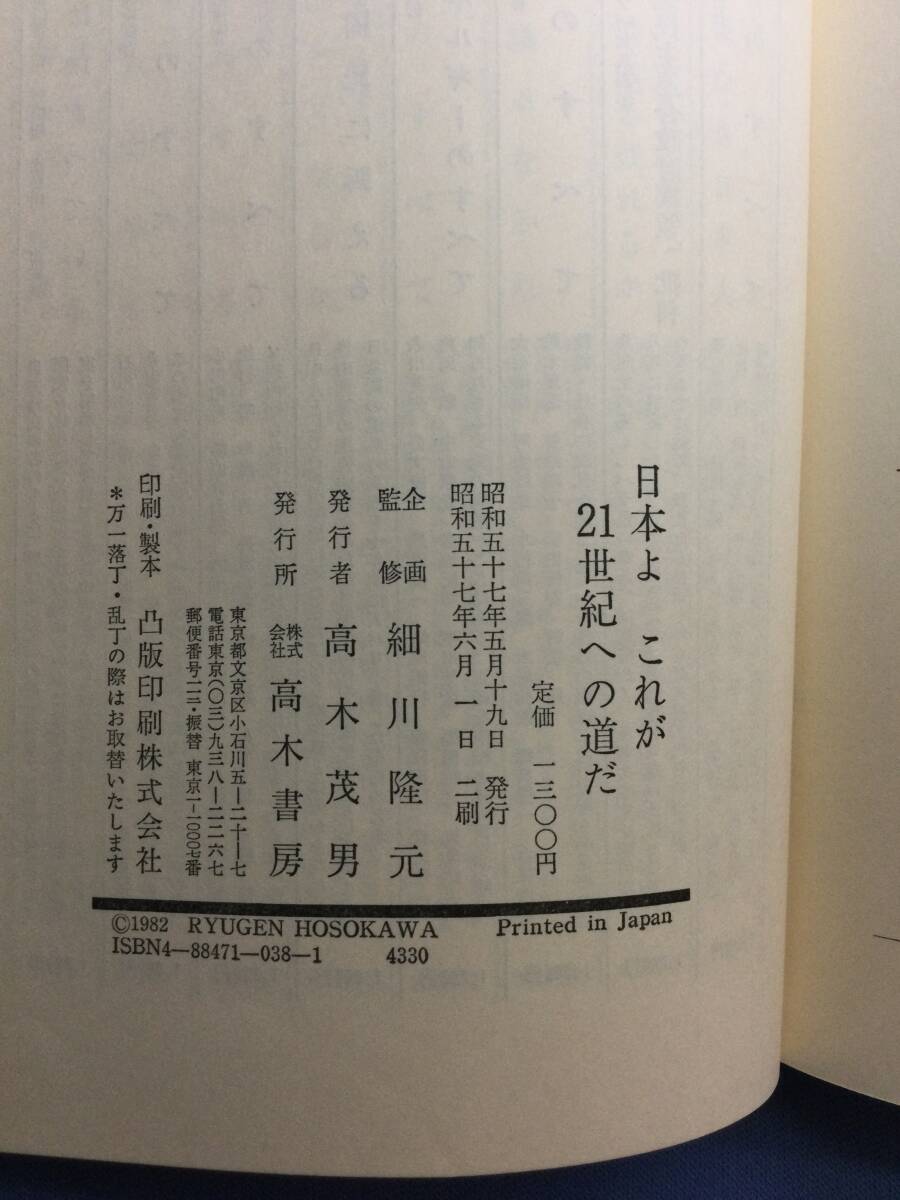 日本よ これが
21世紀への道だ
定価 一三〇〇円
昭和五十七年五月十九日 発行
昭和五十七年六月 一 日 二刷
企画
監修 細川隆元
発行者 高木茂男
発行所 株式会社 高木書房
東京都文京区小石川五―二十―七
電話東京(〇三)九三八―二二六七
郵便番号一一二・振替 東京一―一〇〇〇七番
印刷・製本 凸版印刷株式会社
*万一落丁・乱丁の際はお取替いたします
©1982 RYUGEN HOSOKAWA Printed in Japan
ISBN4―88471―038―1 4330